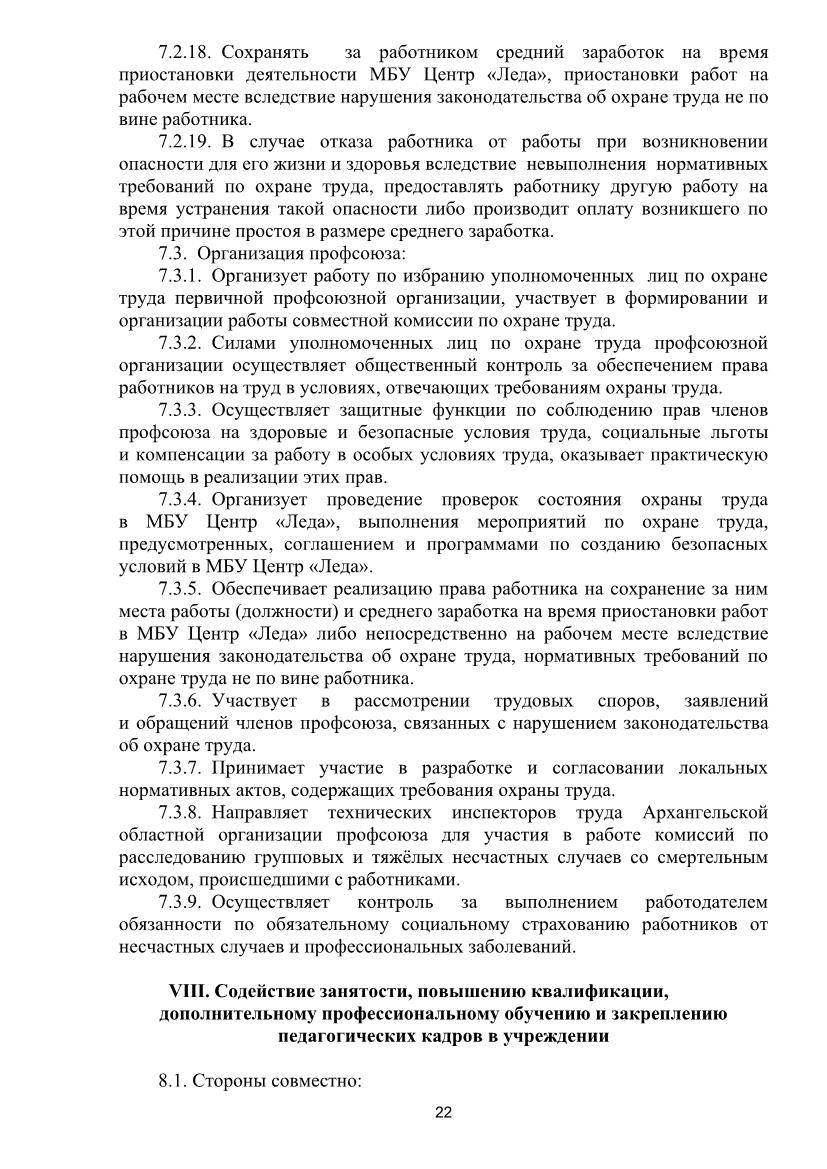 7.2.18. Сохранять за работником средний заработок на время
приостановки деятельности МБУ Центр «Леда», приостановки работ на
рабочем месте вследствие нарушения законодательства об охране труда не по
вине работника.
7.2.19. В случае отказа работника от работы при возникновении
опасности для его жизни и здоровья вследствие невыполнения нормативных
требований по охране труда, предоставлять работнику другую работу на
время устранения такой опасности либо производит оплату возникшего по
этой причине простоя в размере среднего заработка.
7.3. Организация профсоюза:
7.3.1. Организует работу по избранию уполномоченных лиц по охране
труда первичной профсоюзной организации, участвует в формировании и
организации работы совместной комиссии по охране труда.
7.3.2. Силами уполномоченных лиц по охране труда профсоюзной
организации осуществляет общественный контроль за обеспечением права
работников на труд в условиях, отвечающих требованиям охраны труда.
7.3.3. Осуществляет защитные функции по соблюдению прав членов
профсоюза на здоровые и безопасные условия труда, социальные льготы
и компенсации за работу в особых условиях труда, оказывает практическую
помощь в реализации этих прав.
7.3.4. Организует проведение проверок состояния охраны труда
в МБУ Центр «Леда», выполнения мероприятий по охране труда,
предусмотренных, соглашением и программами по созданию безопасных
условий в МБУ Центр «Леда».
7.3.5. Обеспечивает реализацию права работника на сохранение за ним
места работы (должности) и среднего заработка на время приостановки работ
в МБУ Центр «Леда» либо непосредственно на рабочем месте вследствие
нарушения законодательства об охране труда, нормативных требований по
охране труда не по вине работника.
7.3.6. Участвует в рассмотрении трудовых споров, заявлений
и обращений членов профсоюза, связанных с нарушением законодательства
об охране труда.
7.3.7. Принимает участие в разработке и согласовании локальных
нормативных актов, содержащих требования охраны труда.
7.3.8. Направляет технических инспекторов труда Архангельской
областной организации профсоюза для участия в работе комиссий по
расследованию групповых и тяжёлых несчастных случаев со смертельным
исходом, происшедшими с работниками.
7.3.9. Осуществляет контроль за выполнением работодателем
обязанности по обязательному социальному страхованию работников от
несчастных случаев и профессиональных заболеваний.
VIII. Содействие занятости, повышению квалификации,
дополнительному профессиональному обучению и закреплению
педагогических кадров в учреждении
8.1. Стороны совместно:
22